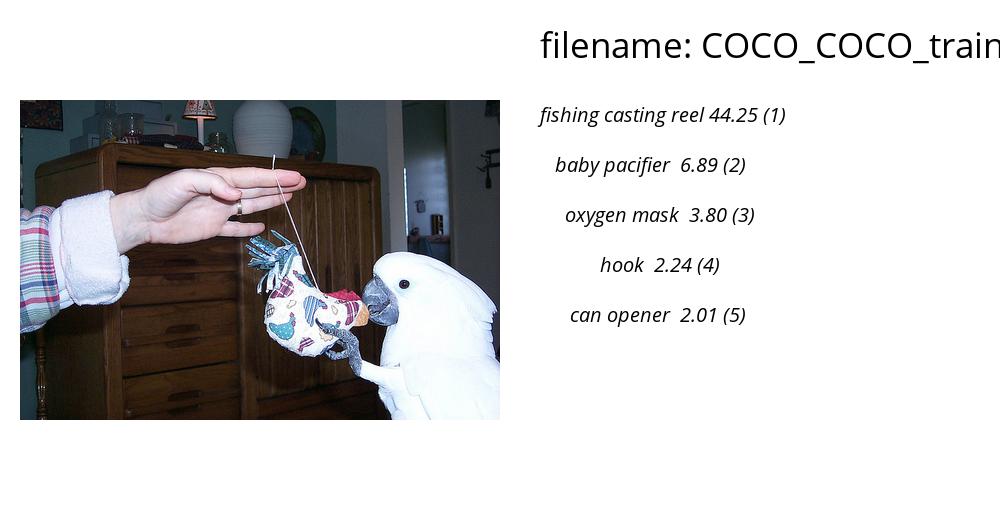 filename: COCO_COCO_train
fishing casting reel 44.25 (1)
baby pacifier 6.89 (2)
oxygen mask 3.80 (3)
hook 2.24 (4)
can opener 2.01 (5)